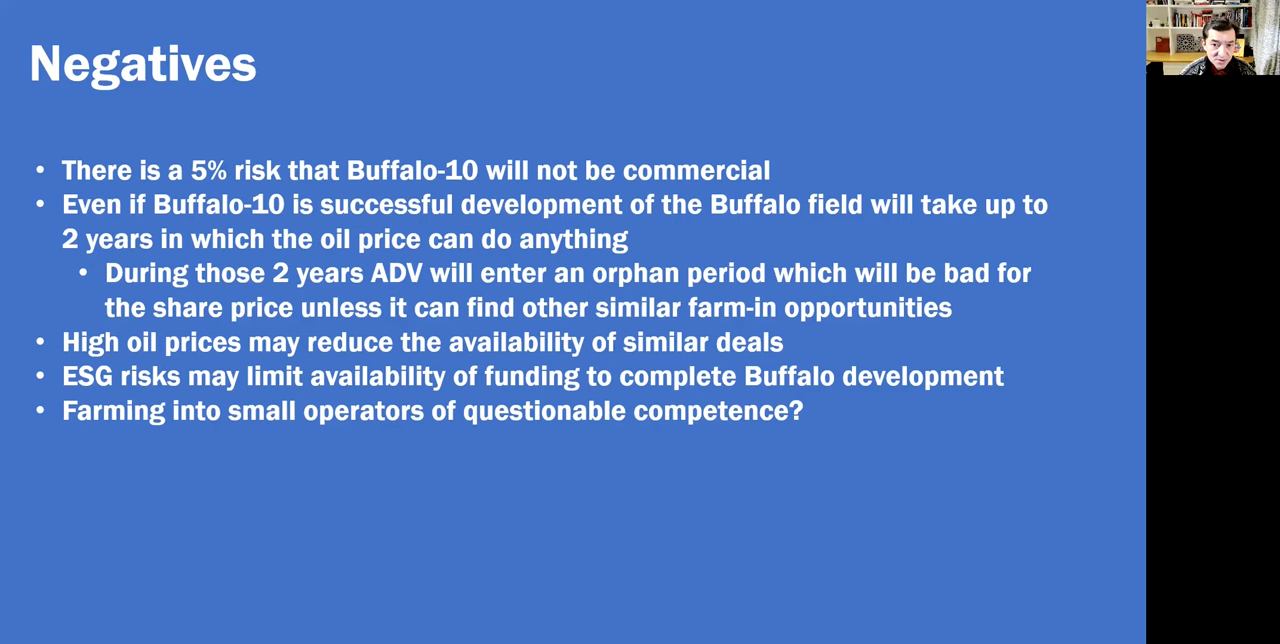 Negatives
• There is a 5% risk that Buffalo-10 will not be commercial
• Even if Buffalo-10 is successful development of the Buffalo field will take up to
2 years in which the oil price can do anything
• During those 2 years ADV will enter an orphan period which will be bad for
the share price unless it can find other similar farm-in opportunities
• High oil prices may reduce the availability of similar deals
• ESG risks may limit availability of funding to complete Buffalo development
• Farming into small operators of questionable competence?